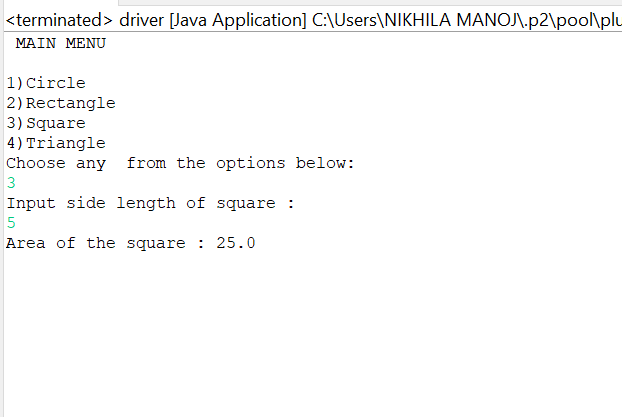 <terminated> driver [Java Application] C:\Users\NIKHILA MANOJ\.p2\pool\plu
MAIN MENU
1)Circle
2)Rectangle
3)Square
4)Triangle
Choose any  from the options below:
3
Input side length of square :
5
Area of the square : 25.0